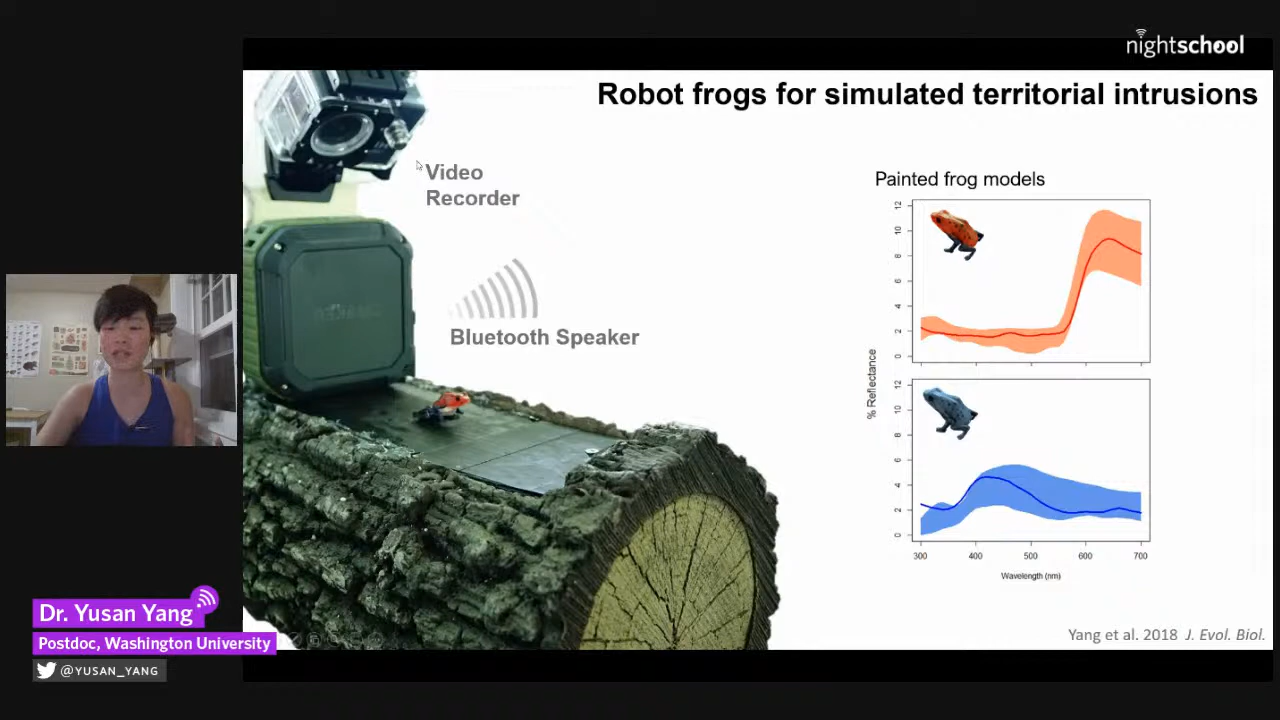 nightschool
Robot frogs for simulated territorial intrusions
Video
Recorder
Bluetooth Speaker
Painted frog models
12
10
8
6
4
2
0
% Reflectance
12
10
8
6
4
2
0
300
400
500
600
700
Wavelength (nm)
Yang et al. 2018 J. Evol. Biol.
Dr. Yusan Yang
Postdoc, Washington University
@YUSAN_YANG